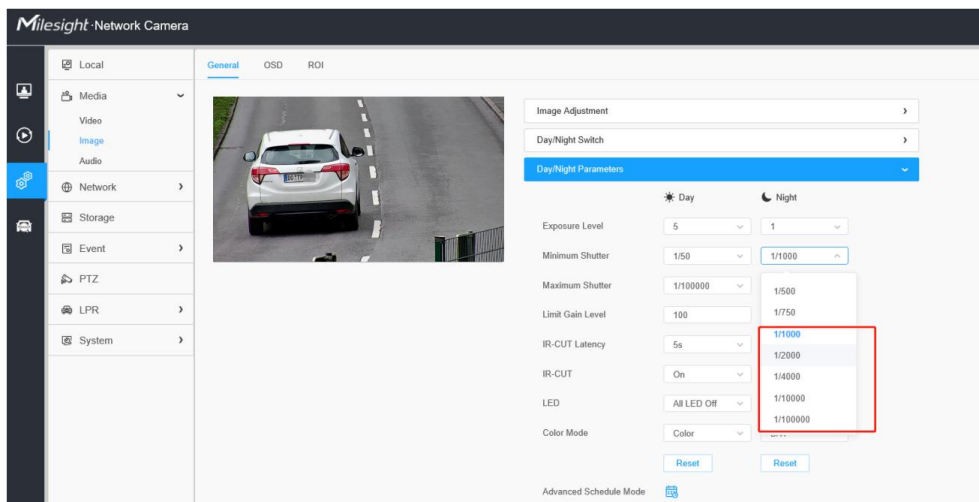 Milesight·Network Camera
Local
Media
Video
Image
Audio
Network
Storage
Event
PTZ
LPR
System
General OSD ROI
Image Adjustment
Day/Night Switch
Day/Night Parameters
Day Night
Exposure Level 5 1
Minimum Shutter 1/50 1/1000
Maximum Shutter 1/100000
Limit Gain Level 100
IR-CUT Latency 5s
IR-CUT On
LED All LED Off
Color Mode Color
1/500
1/750
1/1000
1/2000
1/4000
1/10000
1/100000
Reset Reset
Advanced Schedule Mode